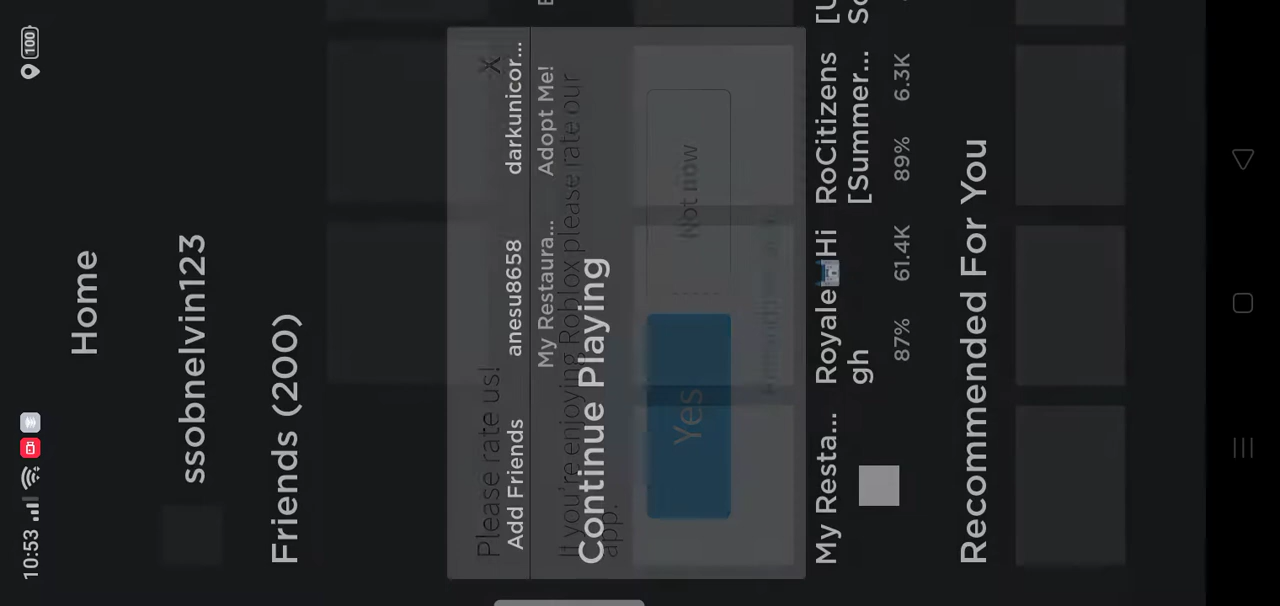 10:53
100
Home
ssobnelvin123
Friends (200)
Please rate us!
X
Add Friends
anesu8658
darkunicor...
My Restaura...
Adopt Me!
If you're enjoying Roblox please rate our
app.
Continue Playing
Yes
Not now
My Resta...
Royale Hi
gh
87%
61.4K
RoCitizens
[Summer...
89%
6.3K
Recommended For You